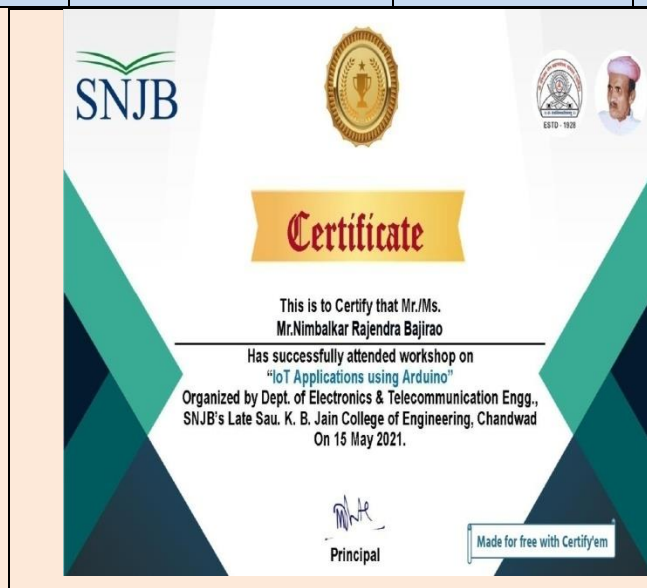 SNJB
ESTD - 1928
Certificate
This is to Certify that Mr./Ms.
Mr.Nimbalkar Rajendra Bajirao
Has successfully attended workshop on
“IoT Applications using Arduino”
Organized by Dept. of Electronics & Telecommunication Engg.,
SNJB's Late Sau. K. B. Jain College of Engineering, Chandwad
On 15 May 2021.
Principal
Made for free with Certify'em